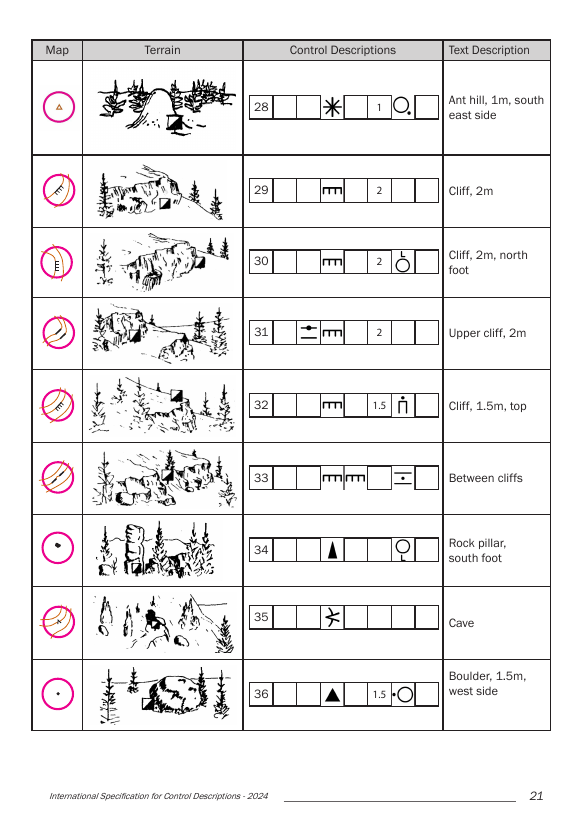 Map Terrain Control Descriptions Text Description
28 1 Ant hill, 1m, south
east side
29 2 Cliff, 2m
30 2 Cliff, 2m, north
foot
31 2 Upper cliff, 2m
32 1.5 Cliff, 1.5m, top
33 Between cliffs
34 Rock pillar,
south foot
35 Cave
36 1.5 Boulder, 1.5m,
west side
International Specification for Control Descriptions - 2024 21